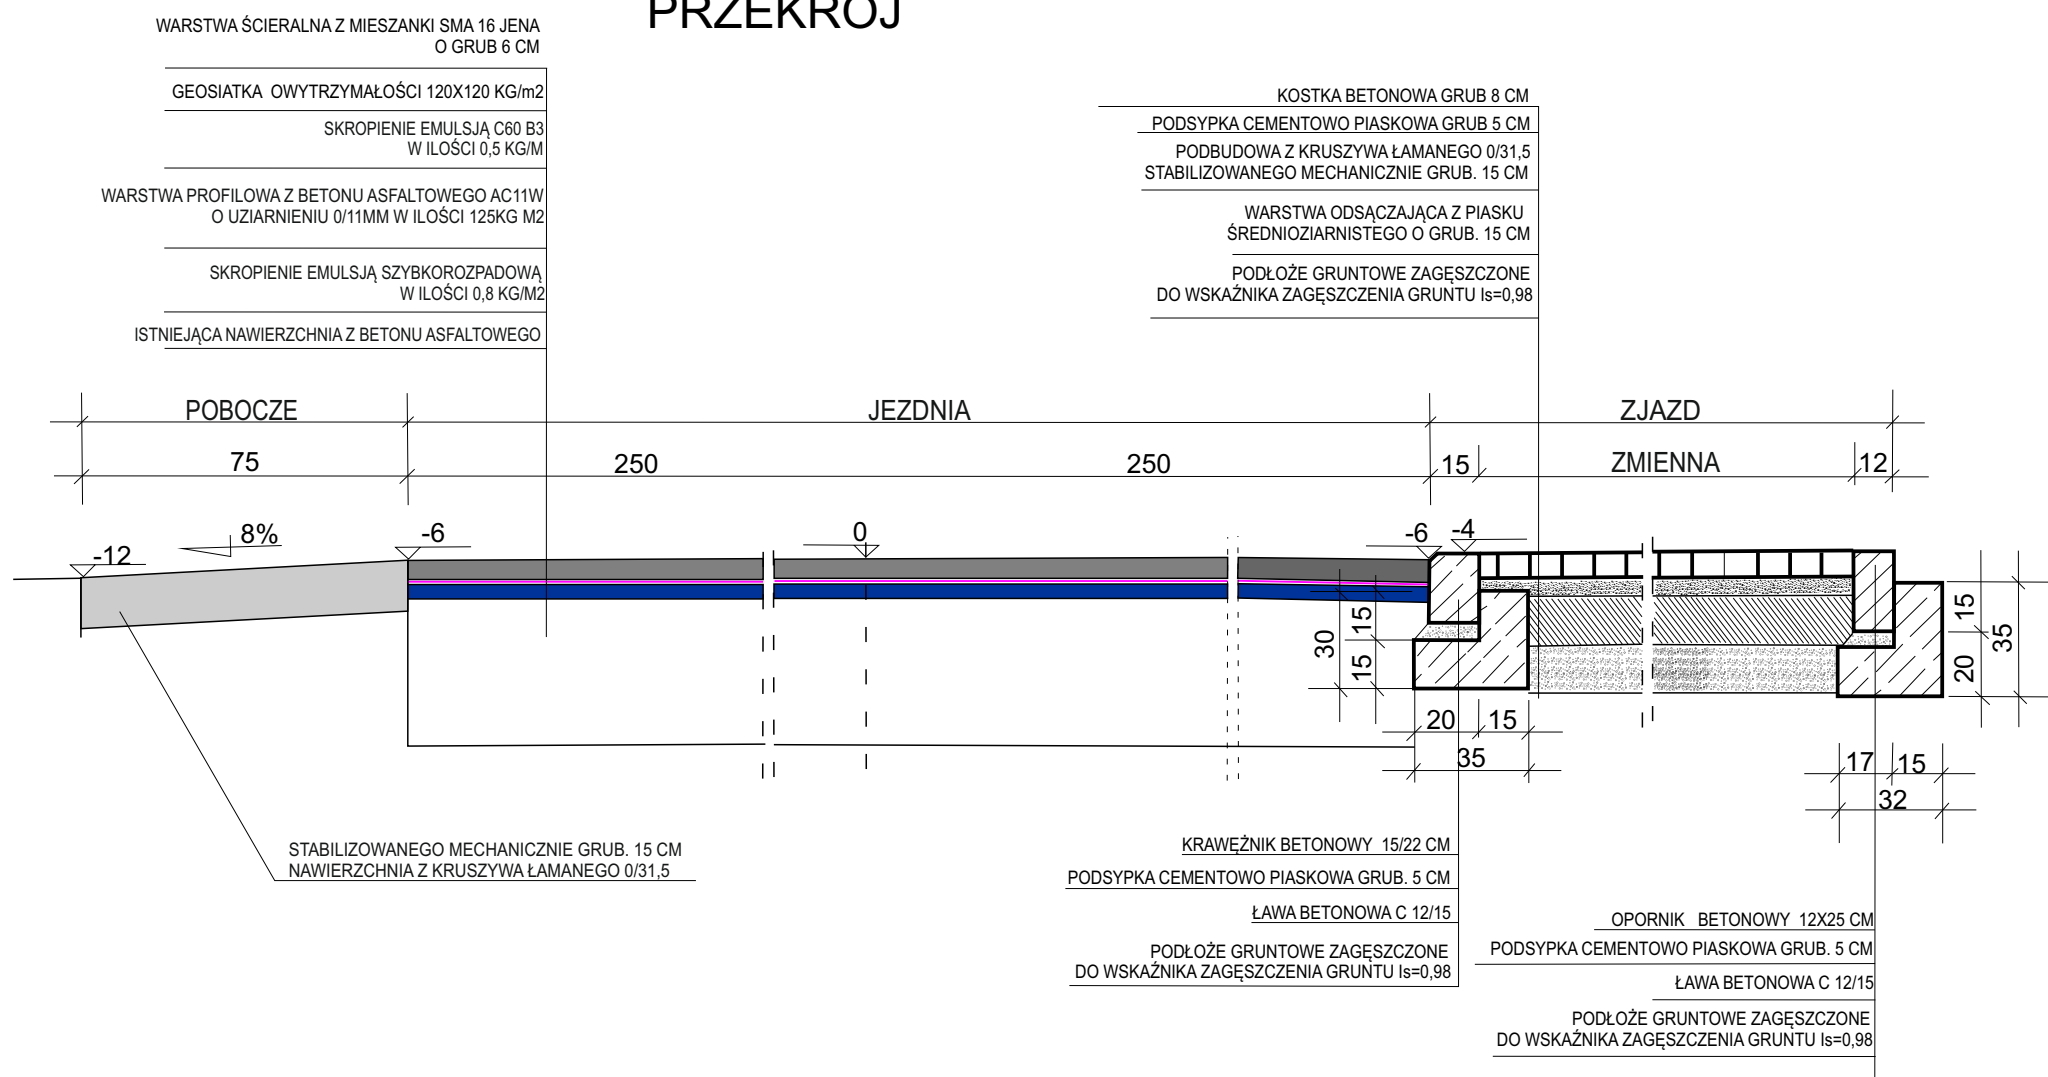 PRZEKRÓJ
WARSTWA ŚCIERALNA Z MIESZANKI SMA 16 JENA
O GRUB 6 CM
GEOSIATKA OWYTRZYMAŁOŚCI 120X120 KG/m2
SKROPIENIE EMULSJĄ C60 B3
W ILOŚCI 0,5 KG/M
WARSTWA PROFILOWA Z BETONU ASFALTOWEGO AC11W
O UZIARNIENIU 0/11MM W ILOŚCI 125KG M2
SKROPIENIE EMULSJĄ SZYBKOROZPADOWĄ
W ILOŚCI 0,8 KG/M2
ISTNIEJĄCA NAWIERZCHNIA Z BETONU ASFALTOWEGO
KOSTKA BETONOWA GRUB 8 CM
PODSYPKA CEMENTOWO PIASKOWA GRUB 5 CM
PODBUDOWA Z KRUSZYWA ŁAMANEGO 0/31,5
STABILIZOWANEGO MECHANICZNIE GRUB. 15 CM
WARSTWA ODSĄCZAJĄCA Z PIASKU
ŚREDNIOZIARNISTEGO O GRUB. 15 CM
PODŁOŻE GRUNTOWE ZAGĘSZCZONE
DO WSKAŹNIKA ZAGĘSZCZENIA GRUNTU Is=0,98
POBOCZE JEZDNIA ZJAZD
75 250 250 15 ZMIENNA 12
-12 8% -6 0 -6 -4
30 15 15
15 20 35
20 15
35
17 15
32
STABILIZOWANEGO MECHANICZNIE GRUB. 15 CM
NAWIERZCHNIA Z KRUSZYWA ŁAMANEGO 0/31,5
KRAWĘŻNIK BETONOWY 15/22 CM
PODSYPKA CEMENTOWO PIASKOWA GRUB. 5 CM
ŁAWA BETONOWA C 12/15
PODŁOŻE GRUNTOWE ZAGĘSZCZONE
DO WSKAŹNIKA ZAGĘSZCZENIA GRUNTU Is=0,98
OPORNIK BETONOWY 12X25 CM
PODSYPKA CEMENTOWO PIASKOWA GRUB. 5 CM
ŁAWA BETONOWA C 12/15
PODŁOŻE GRUNTOWE ZAGĘSZCZONE
DO WSKAŹNIKA ZAGĘSZCZENIA GRUNTU Is=0,98